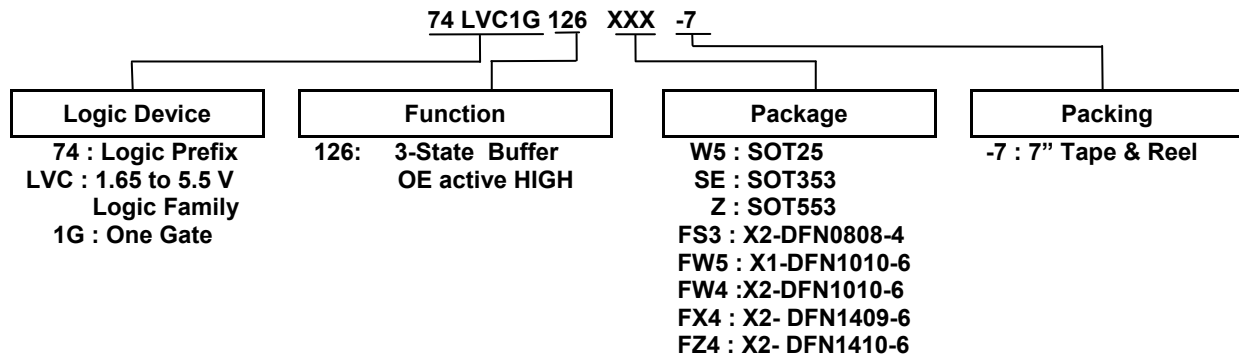 74 LVC1G 126 XXX -7
Logic Device
74 : Logic Prefix
LVC : 1.65 to 5.5 V
Logic Family
1G : One Gate
Function
126: 3-State Buffer
OE active HIGH
Package
W5 : SOT25
SE : SOT353
Z : SOT553
FS3 : X2-DFN0808-4
FW5 : X1-DFN1010-6
FW4 :X2-DFN1010-6
FX4 : X2- DFN1409-6
FZ4 : X2- DFN1410-6
Packing
-7 : 7” Tape & Reel